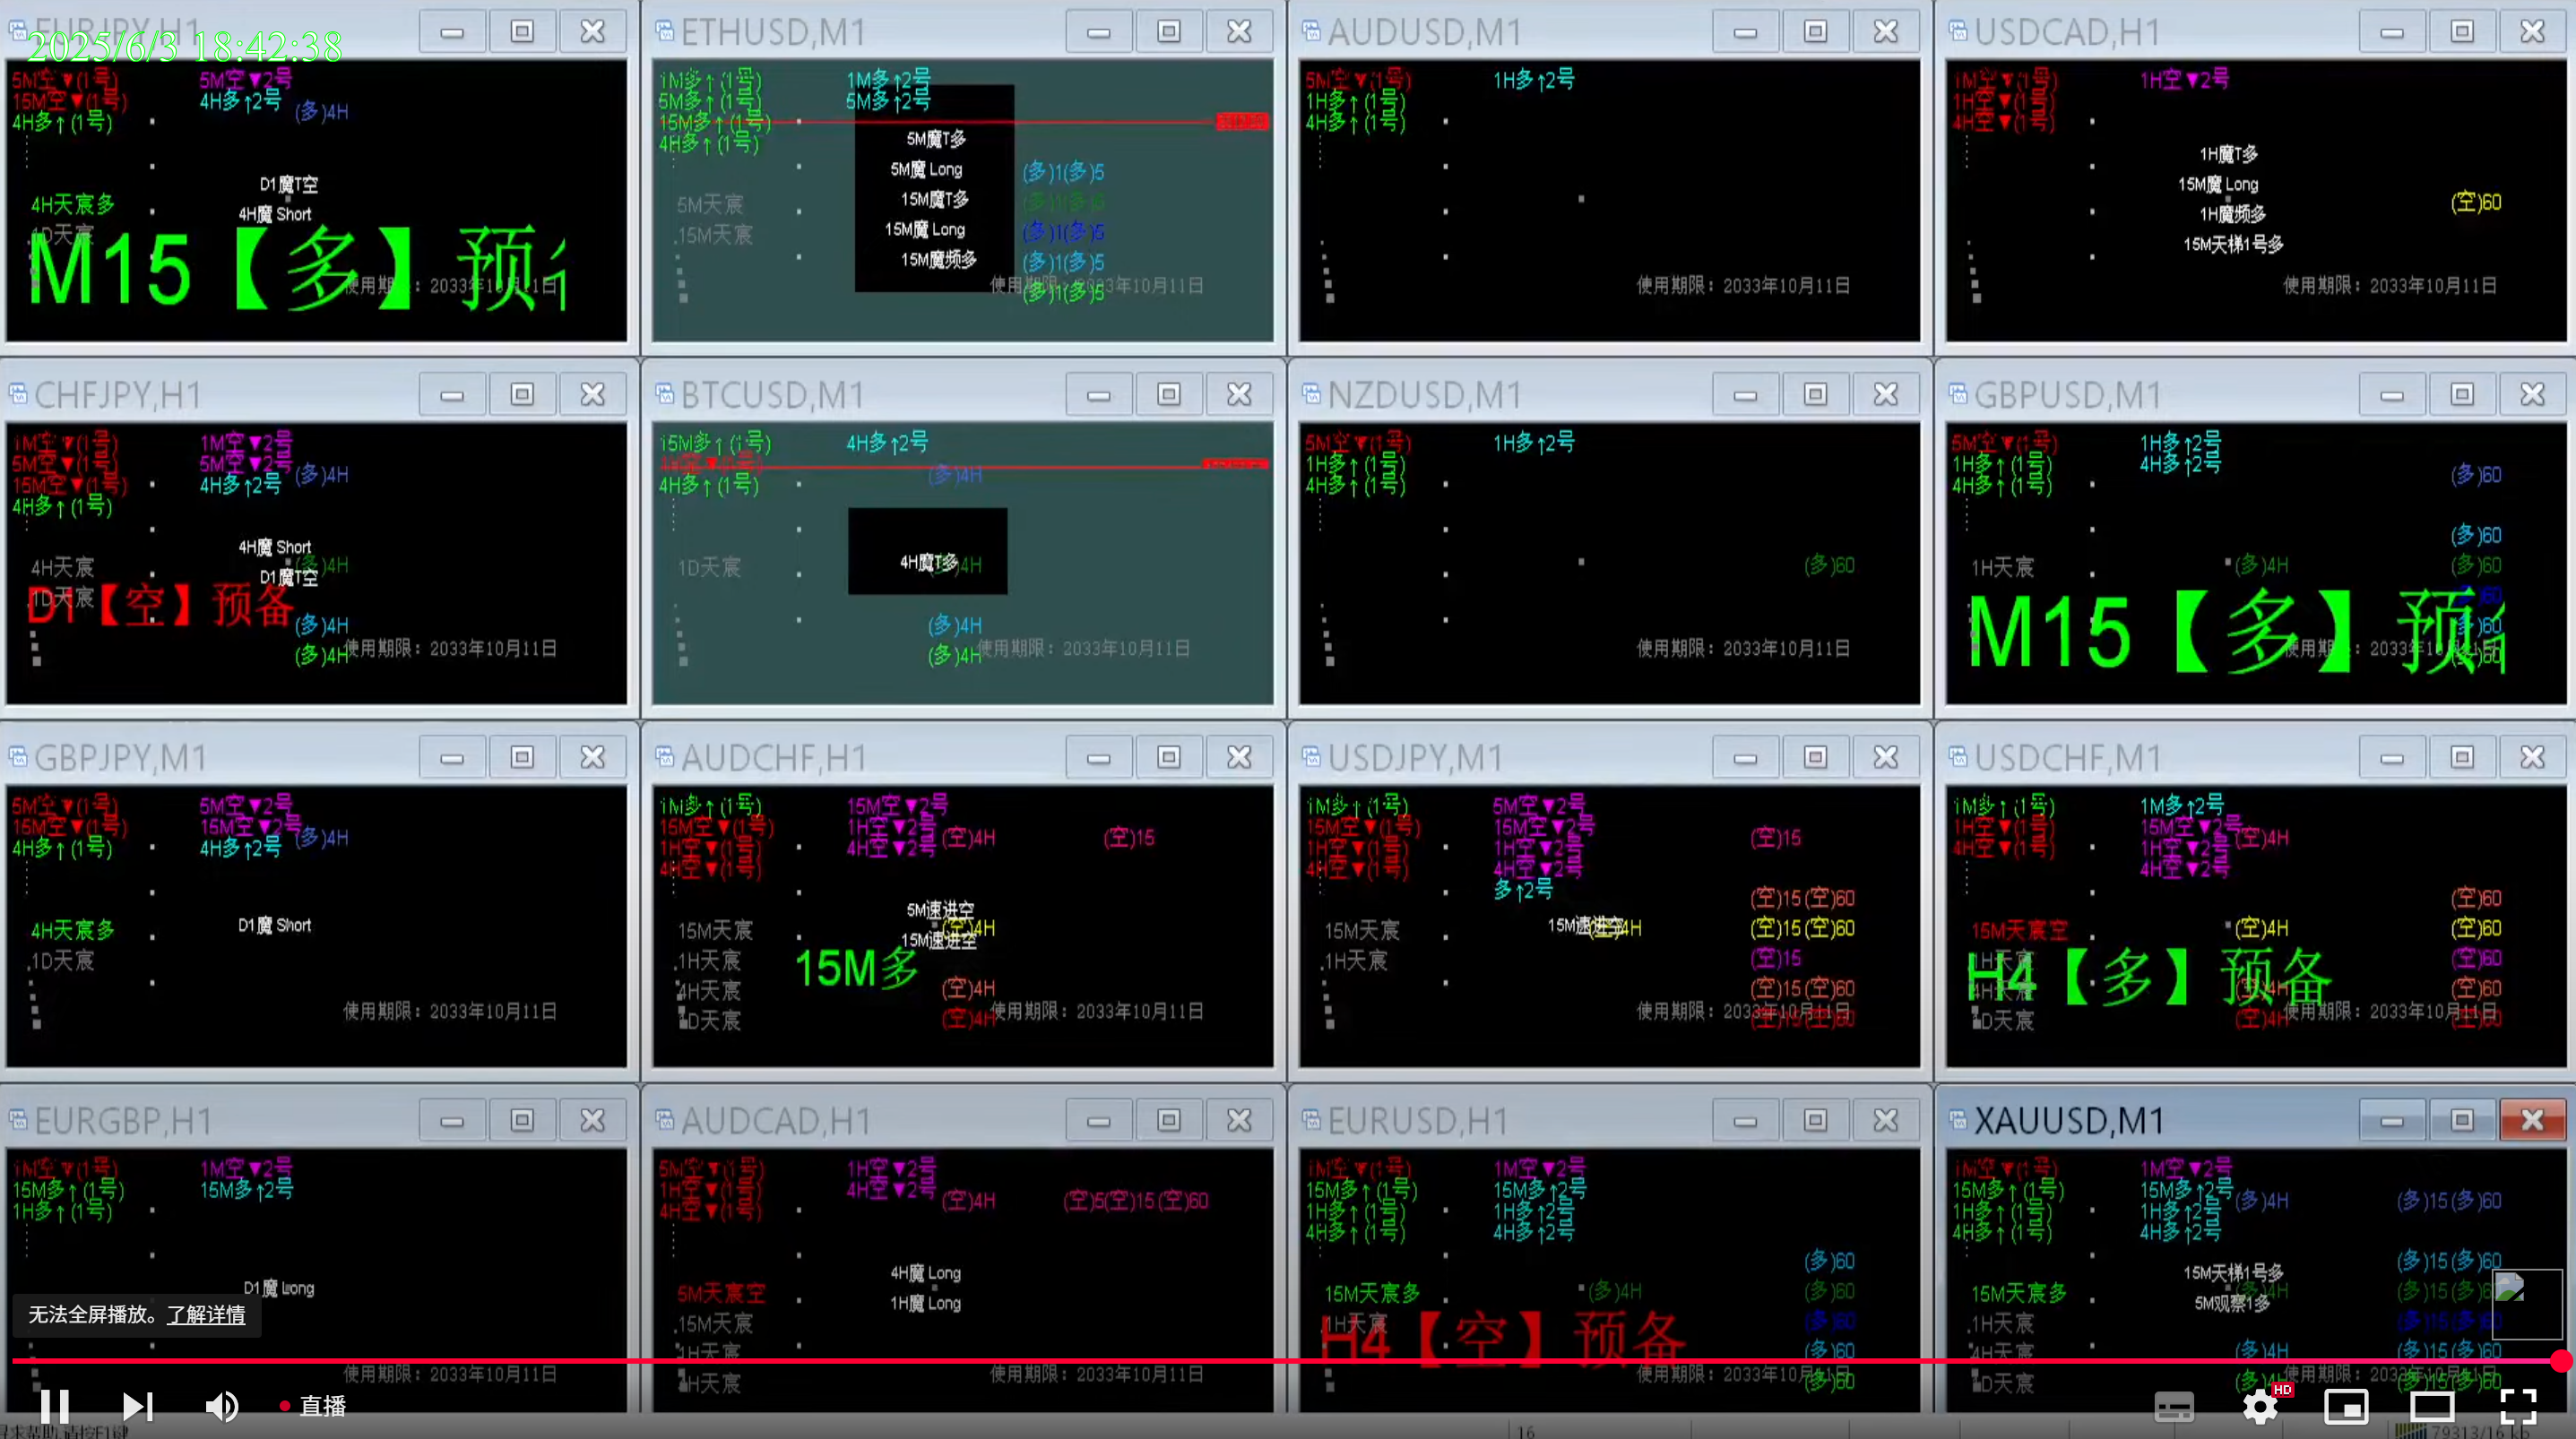 EURJPY,H1
2025/6/3 18:42:38
5M空▼(1号)
5M空▼2号
15M空▼(1号)
4H多↑2号
(多)4H
4H多↑(1号)
D1魔T空
4H天宸多
4H魔 Short
1D天宸
M15【多】预
使用期限：2033年10月11日
ETHUSD,M1
1M多↑(1号)
1M多↑2号
5M多↑(1号)
5M多↑2号
15M多↑(1号)
4H多↑(1号)
5M魔T多
5M魔 Long
(多)1(多)5
15M魔T多
(多)1(多)5
5M天宸
15M魔 Long
(多)1(多)5
15M天宸
15M魔频多
(多)1(多)5
使用期限：2033年10月11日
(多)1(多)5
AUDUSD,M1
5M空▼(1号)
1H多↑2号
1H多↑(1号)
4H多↑(1号)
使用期限：2033年10月11日
USDCAD,H1
1M空▼(1号)
1H空▼2号
1H空▼(1号)
4H空▼(1号)
1H魔T多
15M魔 Long
(空)60
1H魔频多
15M天梯1号多
使用期限：2033年10月11日
CHFJPY,H1
1M空▼(1号)
1M空▼2号
5M空▼(1号)
5M空▼2号
(多)4H
15M空▼(1号)
4H多↑2号
4H多↑(1号)
4H魔 Short
4H天宸
(多)4H
D1魔T空
1D天宸
D1【空】预备
(多)4H
(多)4H
使用期限：2033年10月11日
BTCUSD,M1
15M多↑(1号)
4H多↑2号
1H空▼(1号)
(多)4H
4H多↑(1号)
4H魔T多
4H
1D天宸
(多)4H
(多)4H
使用期限：2033年10月11日
NZDUSD,M1
5M空▼(1号)
1H多↑2号
1H多↑(1号)
4H多↑(1号)
(多)60
使用期限：2033年10月11日
GBPUSD,M1
5M空▼(1号)
1H多↑2号
1H多↑(1号)
4H多↑2号
(多)60
4H多↑(1号)
(多)60
1H天宸
(多)4H
(多)60
(多)60
M15【多】预
(多)60
使用期限：2033年10月11日
(多)60
GBPJPY,M1
5M空▼(1号)
5M空▼2号
15M空▼(1号)
15M空▼2号
(多)4H
4H多↑(1号)
4H多↑2号
4H天宸多
D1魔 Short
1D天宸
使用期限：2033年10月11日
AUDCHF,H1
1M多↑(1号)
15M空▼2号
15M空▼(1号)
1H空▼2号
(空)4H
(空)15
1H空▼(1号)
4H空▼2号
4H空▼(1号)
5M速进空
15M天宸
(空)4H
15M速进空
1H天宸
15M多
4H天宸
(空)4H
1D天宸
(空)4H
使用期限：2033年10月11日
USDJPY,M1
1M多↑(1号)
5M空▼2号
15M空▼(1号)
15M空▼2号
(空)15
1H空▼(1号)
1H空▼2号
4H空▼(1号)
4H空▼2号
多↑2号
(空)15(空)60
15M天宸
15M速进空
4H
(空)15(空)60
1H天宸
(空)15
(空)15(空)60
使用期限：2033年10月11日
(空)15(空)60
USDCHF,M1
1M多↑(1号)
1M多↑2号
1H空▼(1号)
15M空▼2号
(空)4H
4H空▼(1号)
1H空▼2号
4H空▼2号
(空)60
15M天宸空
(空)4H
(空)60
1H天宸
(空)60
H4【多】预备
4H天宸
(空)4H
(空)60
1D天宸
(空)4H
使用期限：2033年10月11日
(空)60
EURGBP,H1
1M空▼(1号)
1M空▼2号
15M多↑(1号)
15M多↑2号
1H多↑(1号)
D1魔 Long
无法全屏播放。了解详情
使用期限：2033年10月11日
AUDCAD,H1
5M空▼(1号)
1H空▼2号
1H空▼(1号)
4H空▼2号
(空)4H
(空)5(空)15(空)60
4H空▼(1号)
4H魔 Long
5M天宸空
1H魔 Long
15M天宸
1H天宸
4H天宸
使用期限：2033年10月11日
EURUSD,H1
1M空▼(1号)
1M空▼2号
15M多↑(1号)
15M多↑2号
1H多↑(1号)
1H多↑2号
4H多↑(1号)
4H多↑2号
(多)60
15M天宸多
(多)4H
(多)60
1H天宸
(多)60
H4【空】预备
(多)60
使用期限：2033年10月11日
(多)60
XAUUSD,M1
1M空▼(1号)
1M空▼2号
15M多↑(1号)
15M多↑2号
(多)4H
(多)15(多)60
1H多↑(1号)
1H多↑2号
4H多↑(1号)
4H多↑2号
(多)15(多)60
15M天梯1号多
15M天宸多
(多)4H
5M观察1多
1H天宸
4H天宸
(多)4H
(多)15(多)60
使用期限：2033年10月11日
1D天宸
(多)15(多)60
直播
HD
16
79313/16 kb